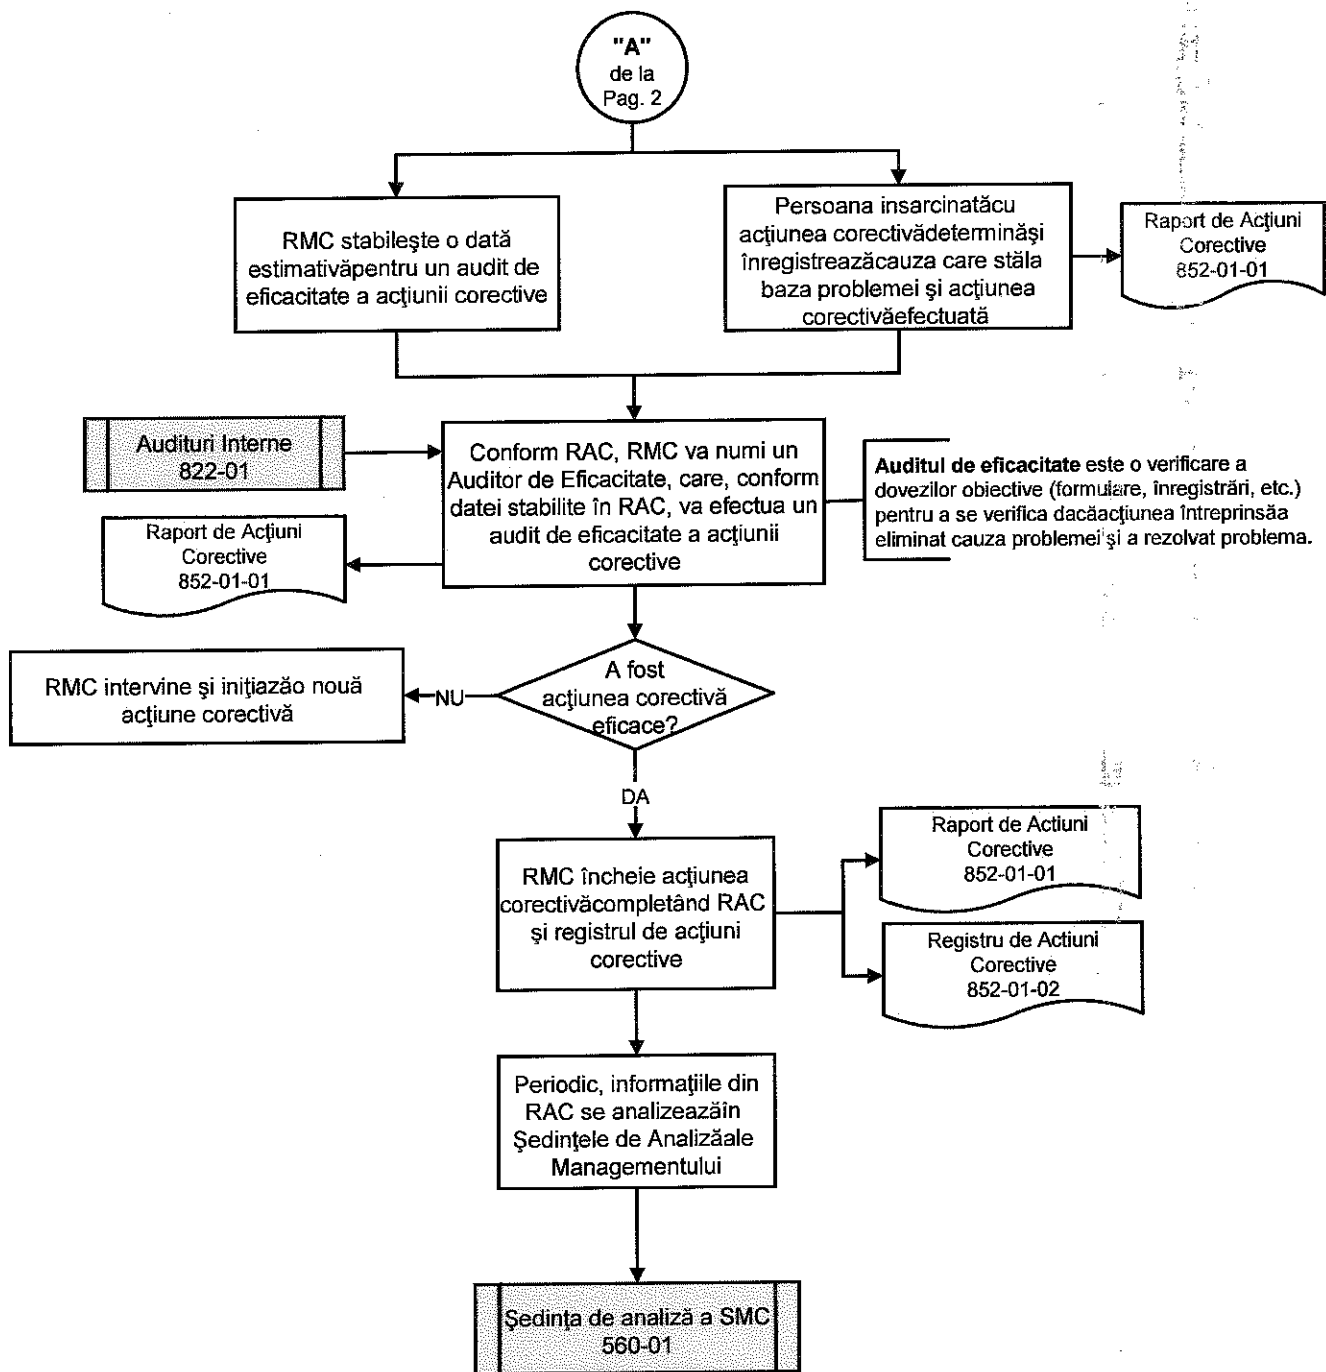 "A"
de la
Pag. 2
RMC stabileşte o dată
estimativăpentru un audit de
eficacitate a acţiunii corective
Persoana insarcinatăcu
acţiunea corectivădeterminăşi
înregistreazăcauza care stăla
baza problemei şi acţiunea
corectivăefectuată
Raport de Acţiuni
Corective
852-01-01
Audituri Interne
822-01
Conform RAC, RMC va numi un
Auditor de Eficacitate, care, conform
datei stabilite în RAC, va efectua un
audit de eficacitate a acţiunii
corective
Auditul de eficacitate este o verificare a
dovezilor obiective (formulare, înregistrări, etc.)
pentru a se verifica dacăacţiunea întreprinsăa
eliminat cauza problemei şi a rezolvat problema.
Raport de Acţiuni
Corective
852-01-01
A fost
acţiunea corectivă
eficace?
NU
RMC intervine şi iniţiazăo nouă
acţiune corectivă
DA
RMC încheie acţiunea
corectivăcompletând RAC
şi registrul de acţiuni
corective
Raport de Actiuni
Corective
852-01-01
Registru de Actiuni
Corective
852-01-02
Periodic, informaţiile din
RAC se analizeazăîn
Şedinţele de Analizăale
Managementului
Şedinţa de analiză a SMC
560-01